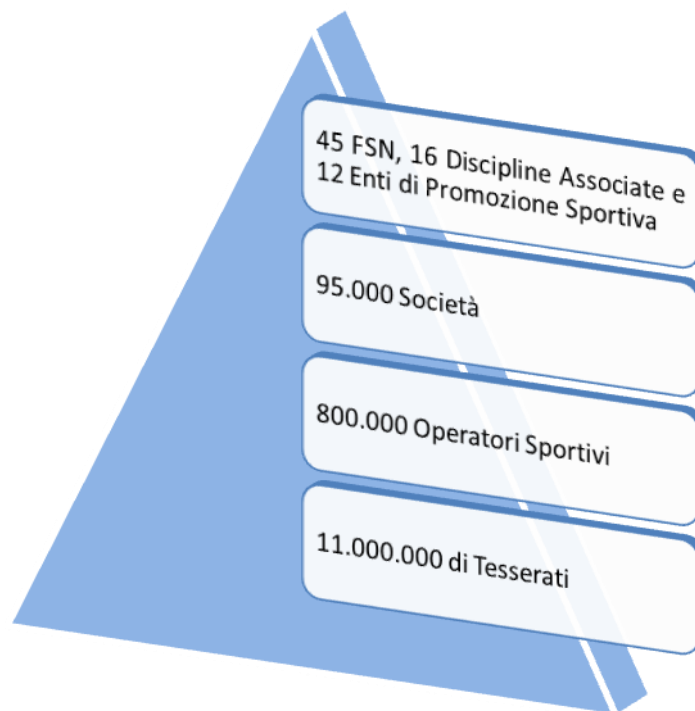 45 FSN, 16 Discipline Associate e
12 Enti di Promozione Sportiva
95.000 Società
800.000 Operatori Sportivi
11.000.000 di Tesserati